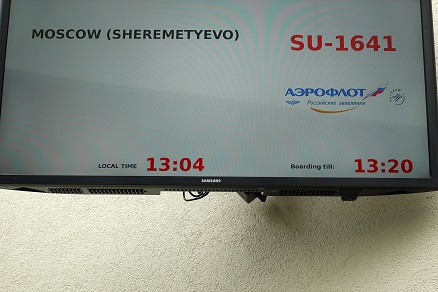 MOSCOW (SHEREMETYEVO) SU-1641
АЭРОФЛОТ
Российские авиалинии
LOCAL TIME 13:04 Boarding till: 13:20
SAMSUNG